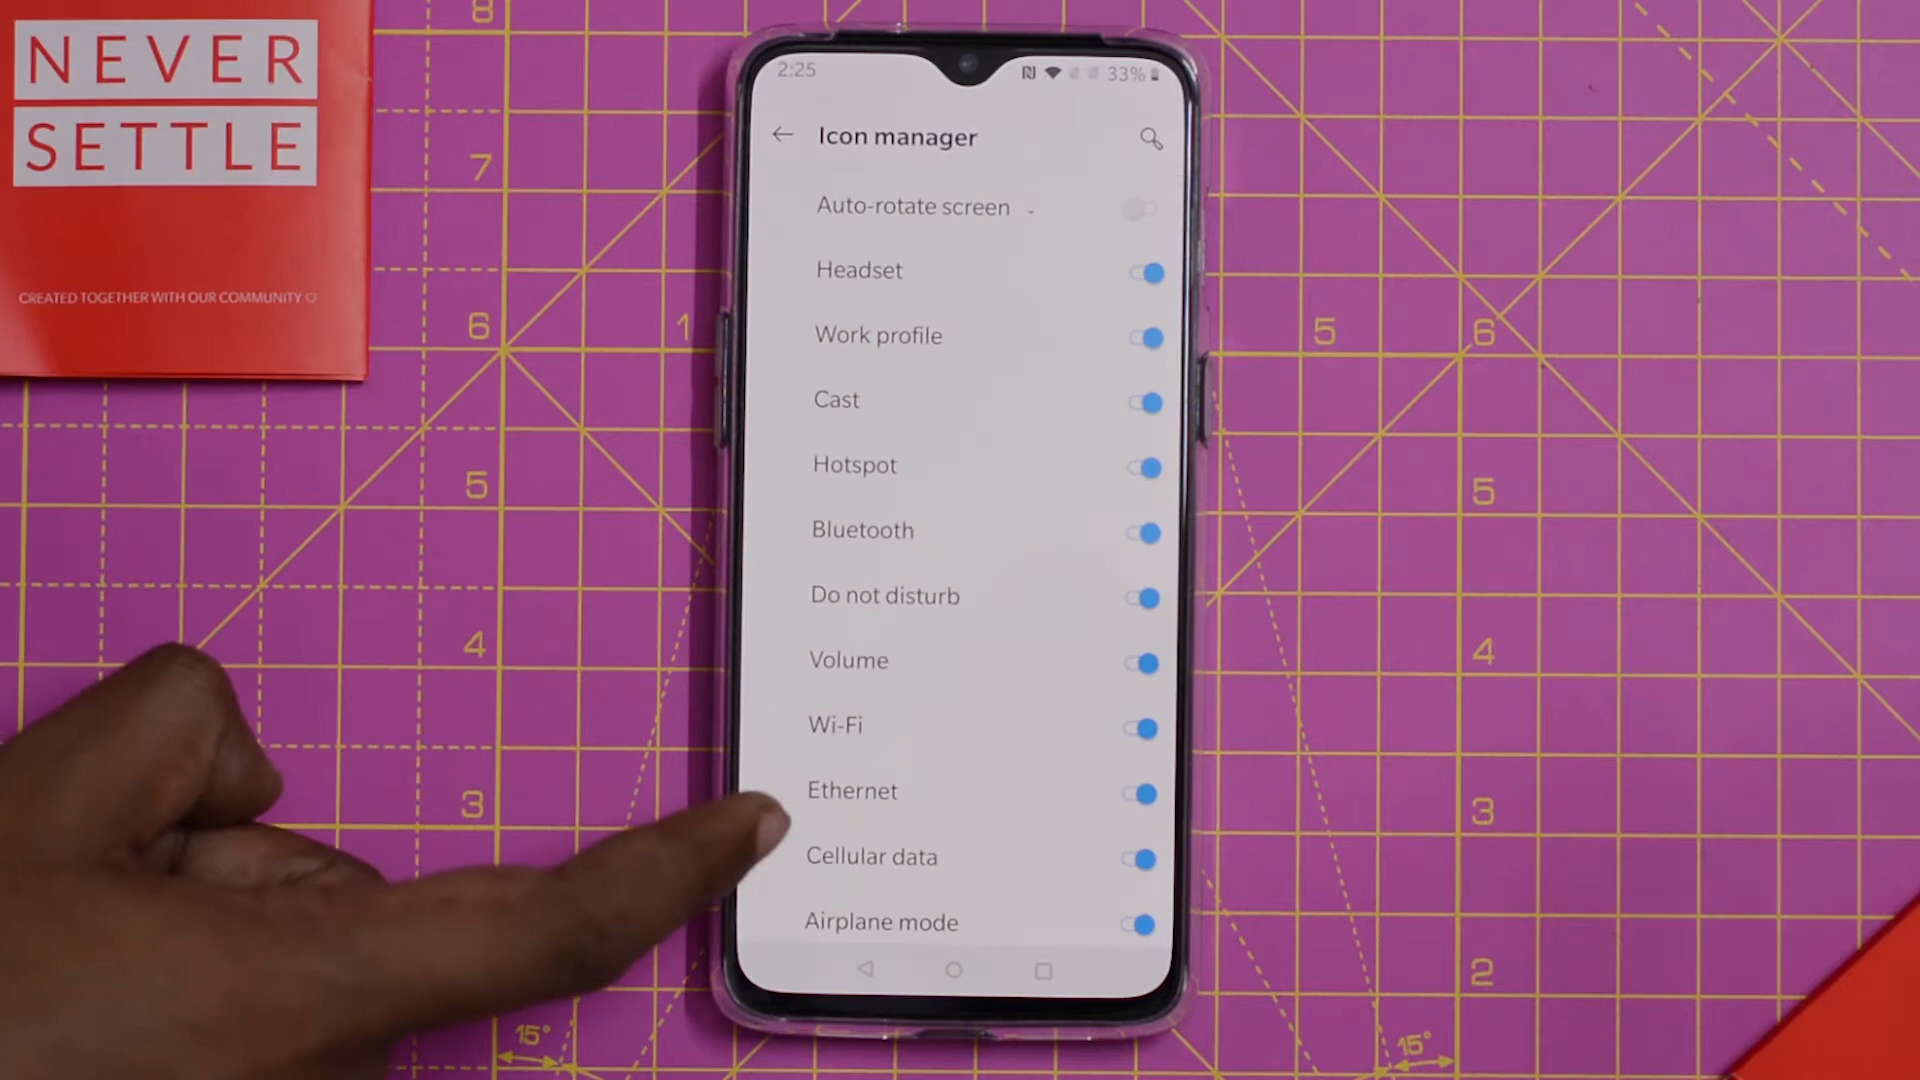 NEVER
SETTLE
CREATED TOGETHER WITH OUR COMMUNITY
2:25
33%
Icon manager
Auto-rotate screen -
Headset
Work profile
Cast
Hotspot
Bluetooth
Do not disturb
Volume
Wi-Fi
Ethernet
Cellular data
Airplane mode
8
7
6
1
5
4
3
15°
5
6
5
4
3
2
15°